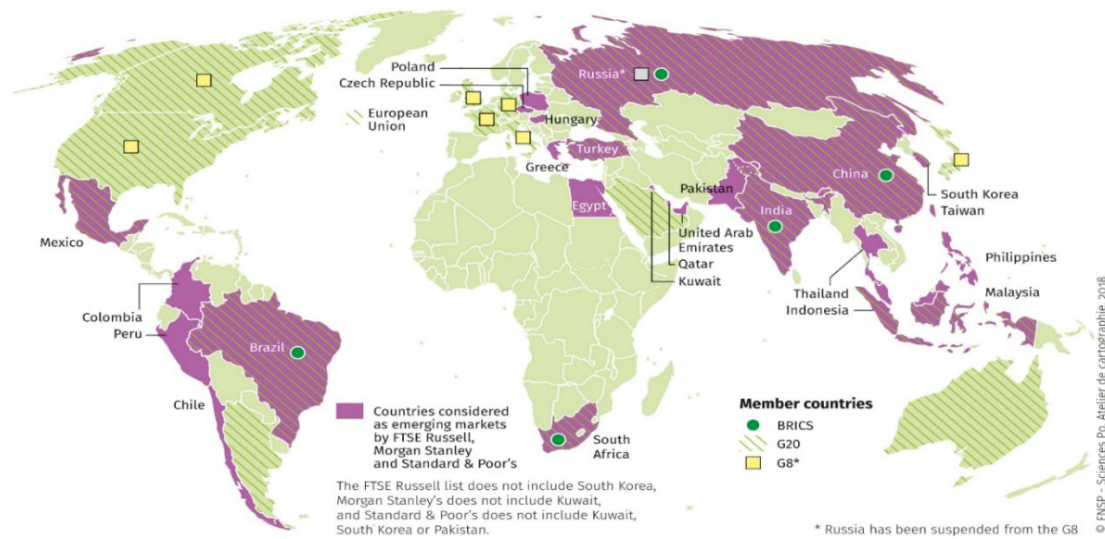 Poland
Czech Republic
European
Union
Hungary
Greece
Turkey
Russia*
Egypt
Pakistan
China
India
South Korea
Taiwan
United Arab
Emirates
Qatar
Kuwait
Philippines
Thailand
Indonesia
Malaysia
Mexico
Colombia
Peru
Brazil
Chile
South
Africa
Countries considered
as emerging markets
by FTSE Russell,
Morgan Stanley
and Standard & Poor's
The FTSE Russell list does not include South Korea,
Morgan Stanley's does not include Kuwait,
and Standard & Poor's does not include Kuwait,
South Korea or Pakistan.
Member countries
BRICS
G20
G8*
* Russia has been suspended from the G8
© FNSP - Sciences Po, Atelier de cartographie, 2018